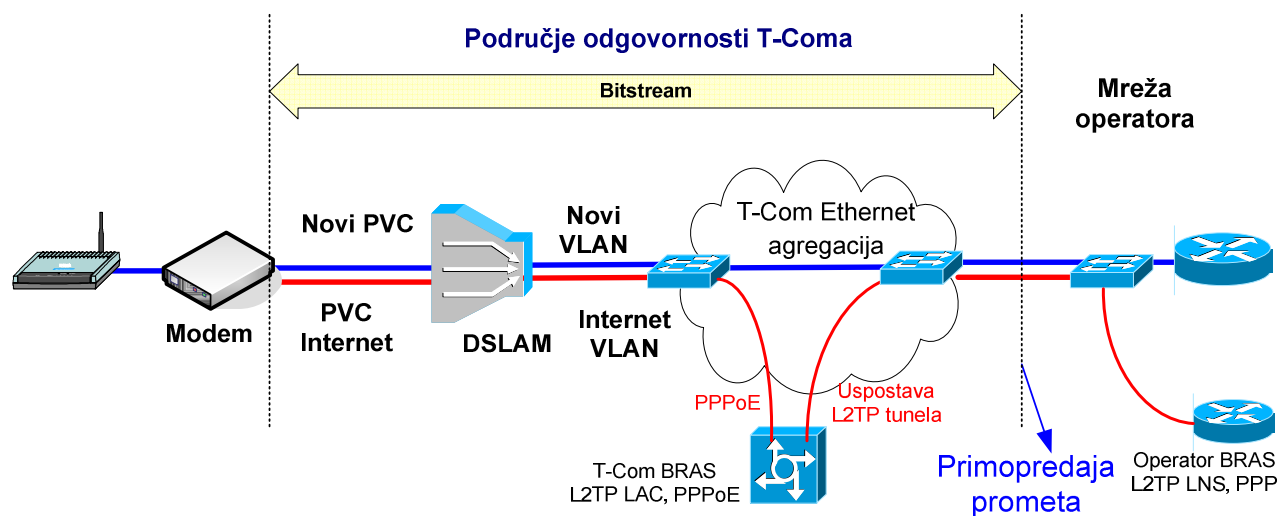 Područje odgovornosti T-Coma
Bitstream
Mreža
operatora
Novi PVC
Novi
VLAN
T-Com Ethernet
agregacija
Modem
PVC
Internet
DSLAM
Internet
VLAN
PPPoE
Uspostava
L2TP tunela
T-Com BRAS
L2TP LAC, PPPoE
Primopredaja
prometa
Operator BRAS
L2TP LNS, PPP